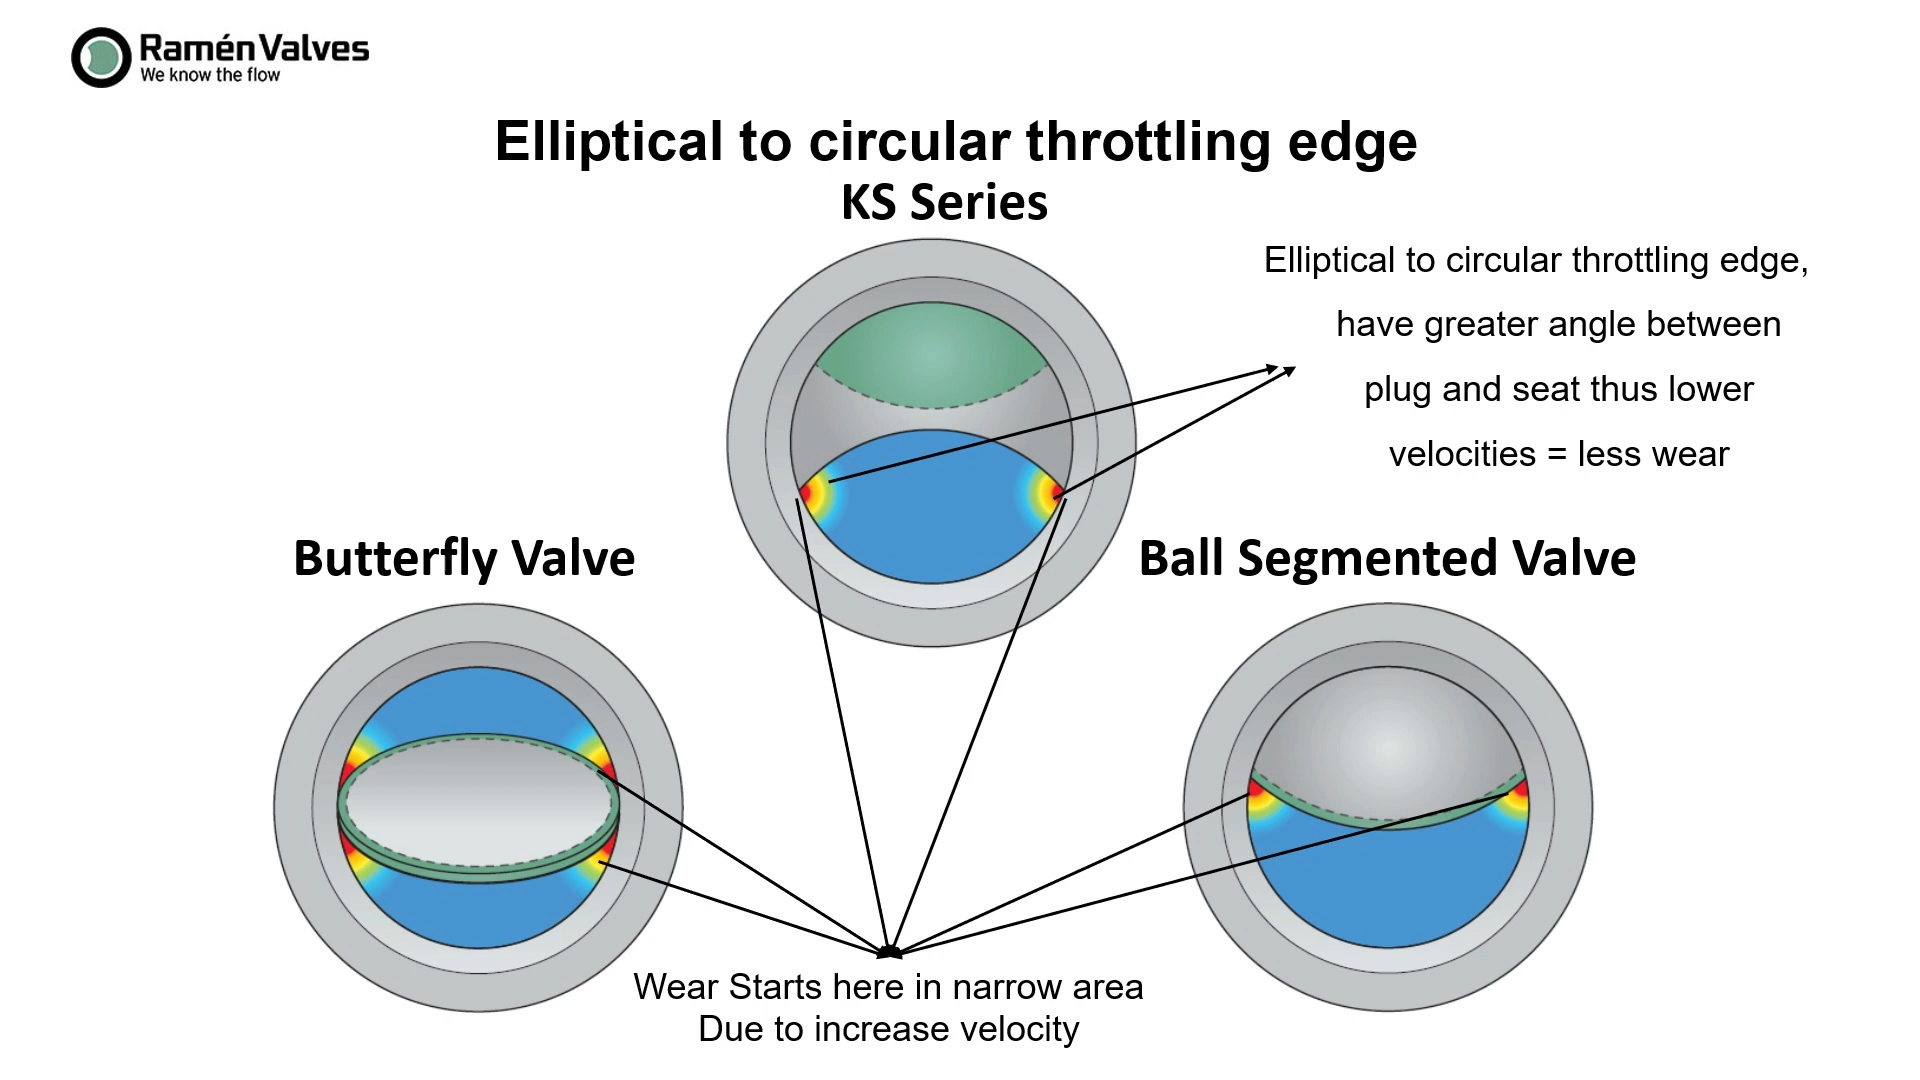 Ramén Valves
We know the flow
Elliptical to circular throttling edge
KS Series
Elliptical to circular throttling edge,
have greater angle between
plug and seat thus lower
velocities = less wear
Butterfly Valve
Ball Segmented Valve
Wear Starts here in narrow area
Due to increase velocity